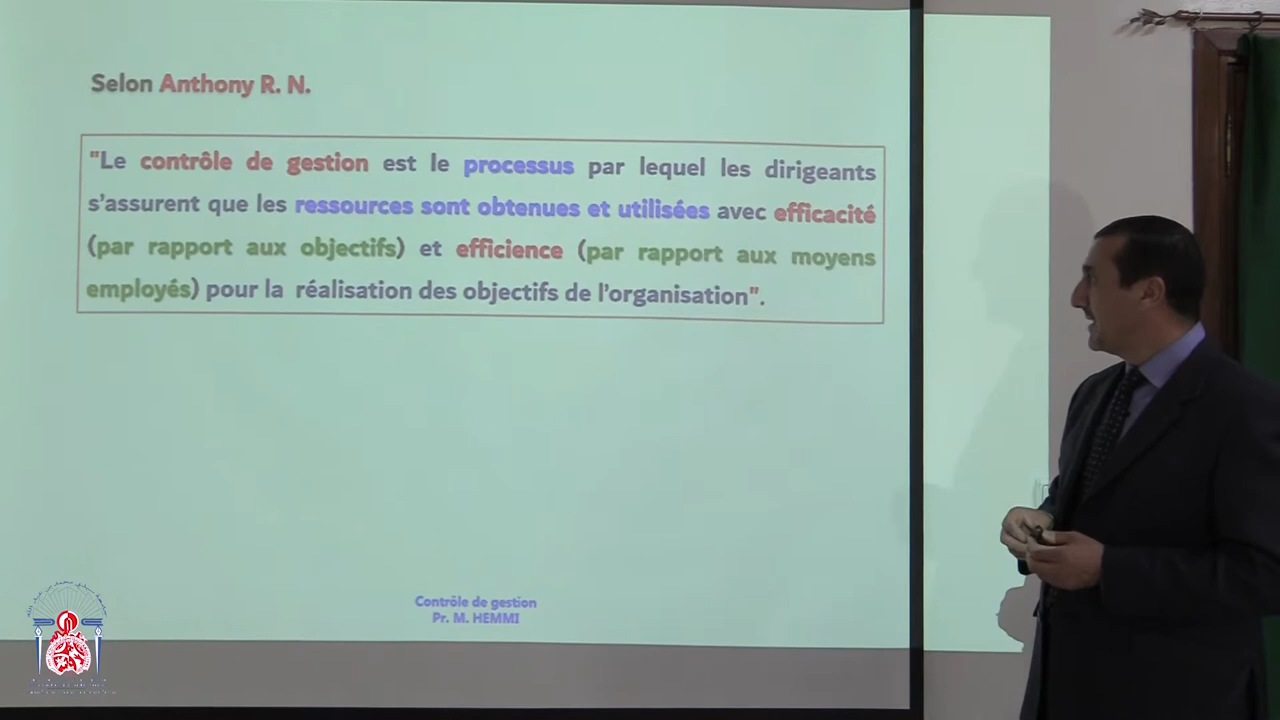 Selon Anthony R. N.
"Le contrôle de gestion est le processus par lequel les dirigeants
s'assurent que les ressources sont obtenues et utilisées avec efficacité
(par rapport aux objectifs) et efficience (par rapport aux moyens
employés) pour la réalisation des objectifs de l'organisation".
Contrôle de gestion
Pr. M. HEMMI